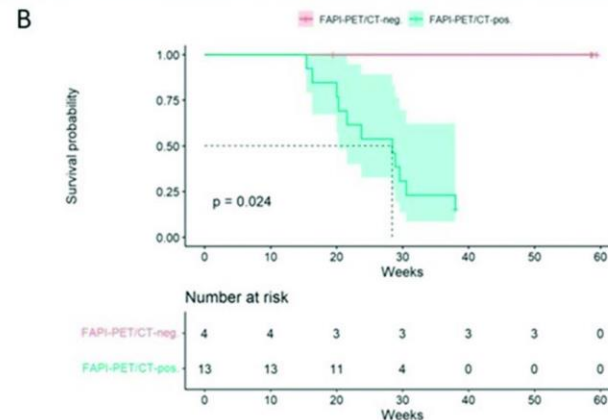 B
FAPI-PET/CT-neg. FAPI-PET/CT-pos.
Survival probability
1.00
0.75
0.50
0.25
0.00
p = 0.024
0 10 20 30 40 50 60
Weeks
Number at risk
FAPI-PET/CT-neg. 4 4 3 3 3 3 0
FAPI-PET/CT-pos. 13 13 11 4 0 0 0
0 10 20 30 40 50 60
Weeks